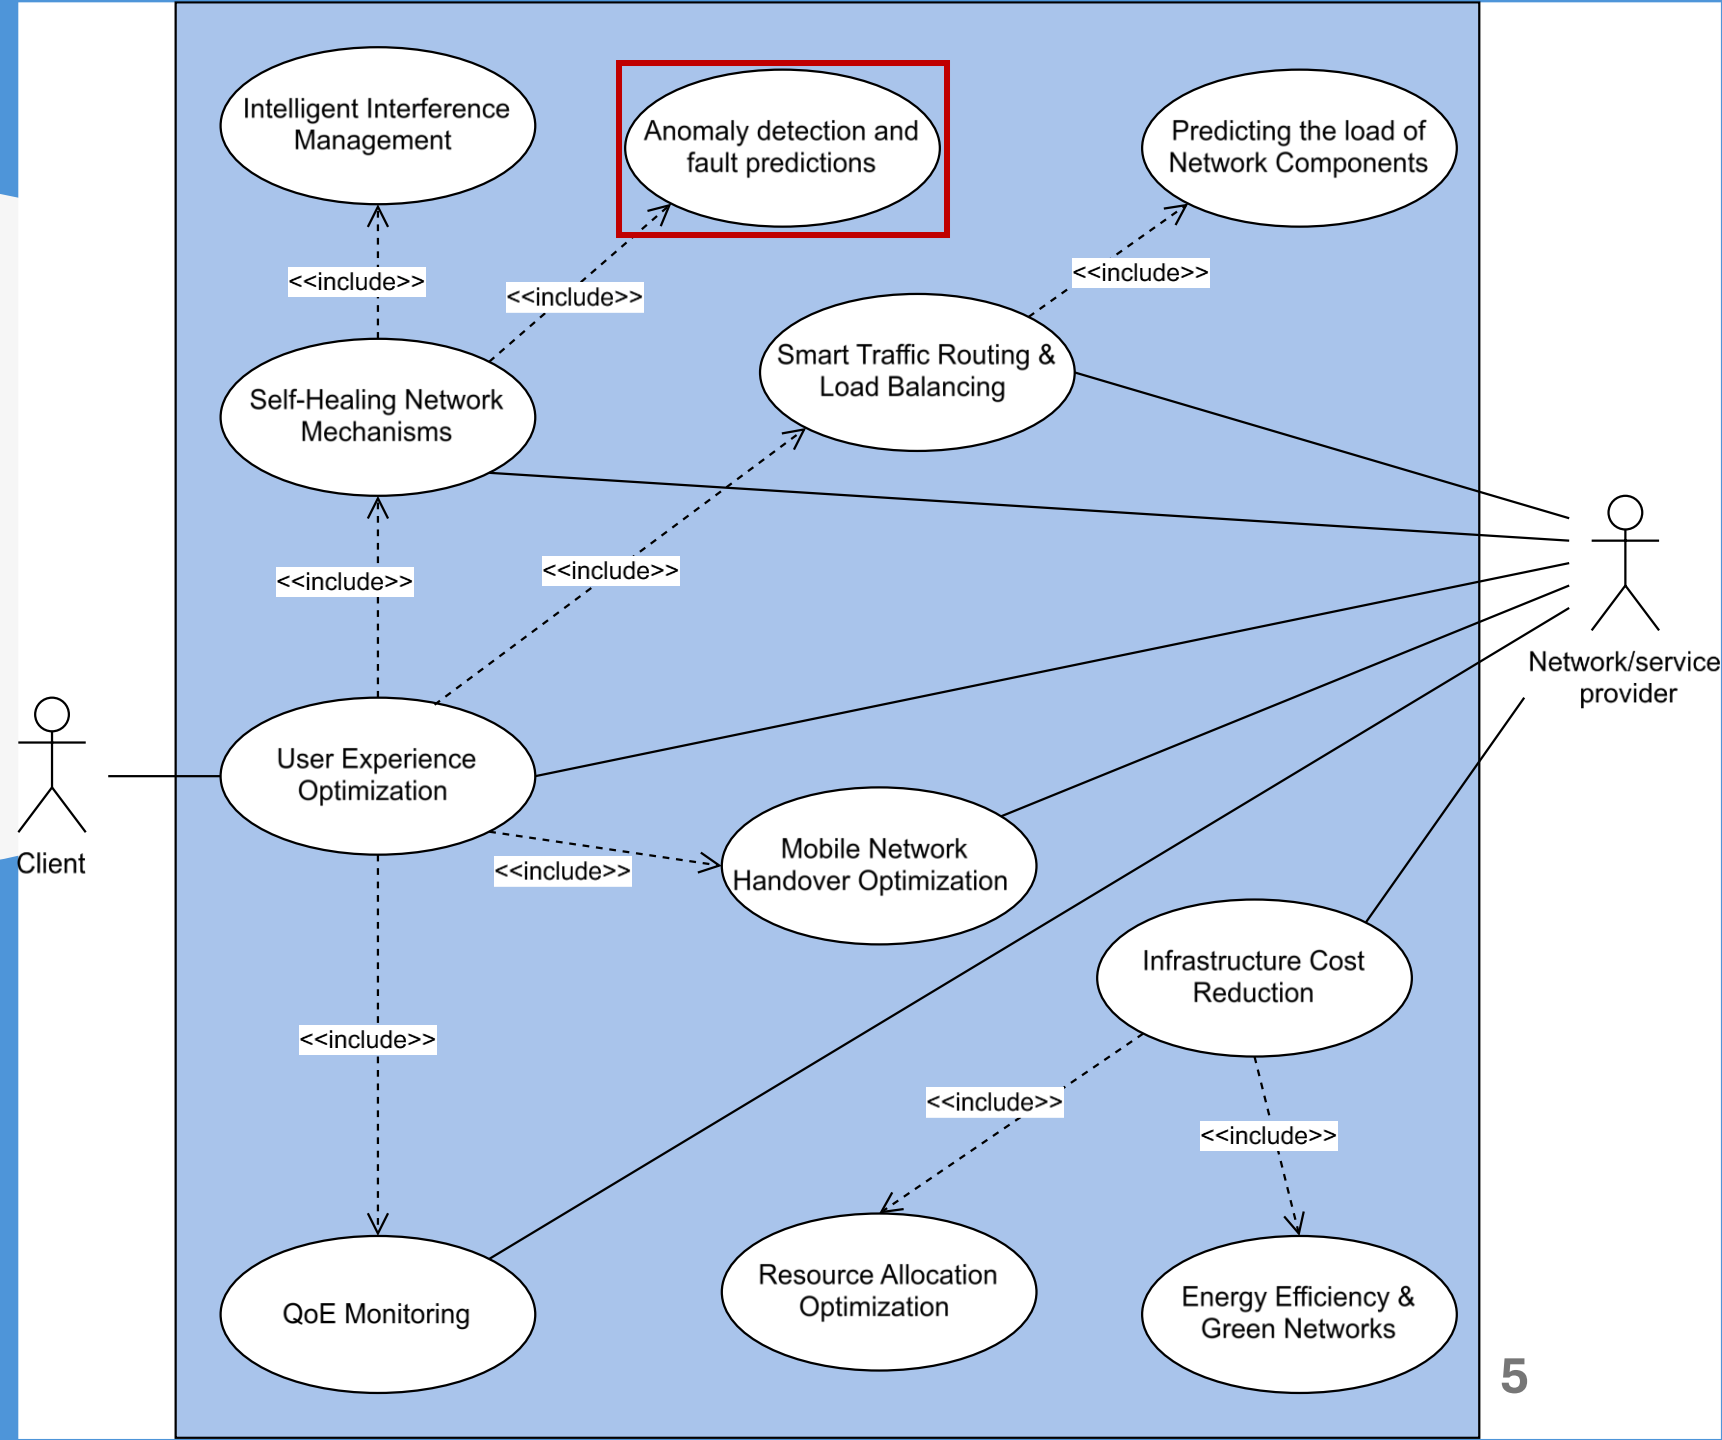 Intelligent Interference
Management
Anomaly detection and
fault predictions
Predicting the load of
Network Components
<<include>>
<<include>>
<<include>>
Smart Traffic Routing &
Load Balancing
Self-Healing Network
Mechanisms
<<include>>
<<include>>
Network/service
provider
User Experience
Optimization
Client
<<include>>
Mobile Network
Handover Optimization
Infrastructure Cost
Reduction
<<include>>
<<include>>
<<include>>
QoE Monitoring
Resource Allocation
Optimization
Energy Efficiency &
Green Networks
5